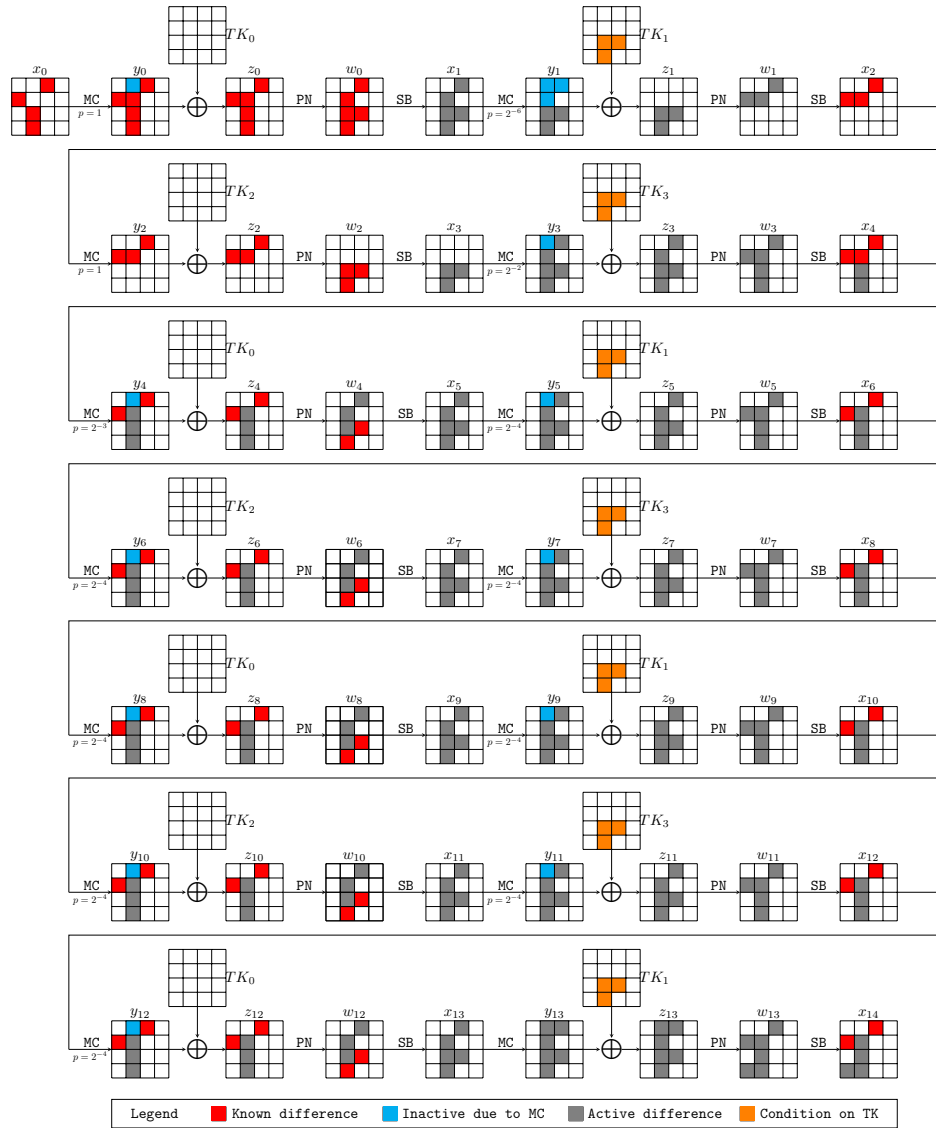 TK₀ TK₁
x₀ y₀ z₀ w₀ x₁ y₁ z₁ w₁ x₂
MC PN SB MC PN SB
p = 1 p = 2⁻⁶
TK₂ TK₃
y₂ z₂ w₂ x₃ y₃ z₃ w₃ x₄
MC PN SB MC PN SB
p = 1 p = 2⁻²
TK₀ TK₁
y₄ z₄ w₄ x₅ y₅ z₅ w₅ x₆
MC PN SB MC PN SB
p = 2⁻³ p = 2⁻⁴
TK₂ TK₃
y₆ z₆ w₆ x₇ y₇ z₇ w₇ x₈
MC PN SB MC PN SB
p = 2⁻⁴ p = 2⁻⁴
TK₀ TK₁
y₈ z₈ w₈ x₉ y₉ z₉ w₉ x₁₀
MC PN SB MC PN SB
p = 2⁻⁴ p = 2⁻⁴
TK₂ TK₃
y₁₀ z₁₀ w₁₀ x₁₁ y₁₁ z₁₁ w₁₁ x₁₂
MC PN SB MC PN SB
p = 2⁻⁴ p = 2⁻⁴
TK₀ TK₁
y₁₂ z₁₂ w₁₂ x₁₃ y₁₃ z₁₃ w₁₃ x₁₄
MC PN SB MC PN SB
p = 2⁻⁴
Legend Known difference Inactive due to MC Active difference Condition on TK